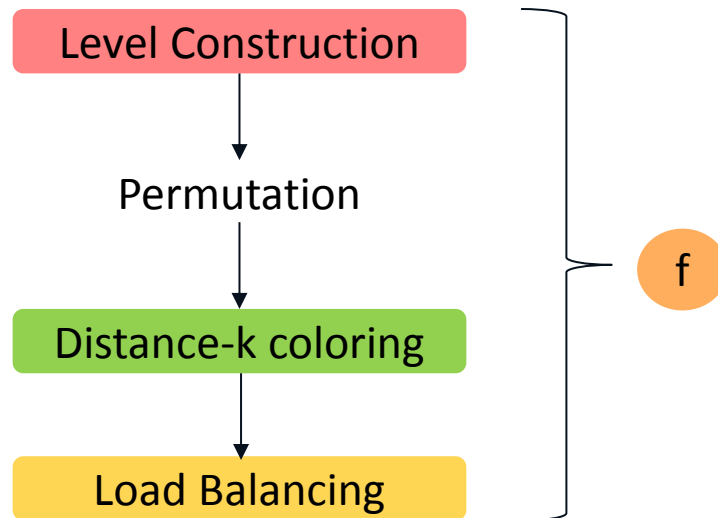 Level Construction
Permutation
f
Distance-k coloring
Load Balancing